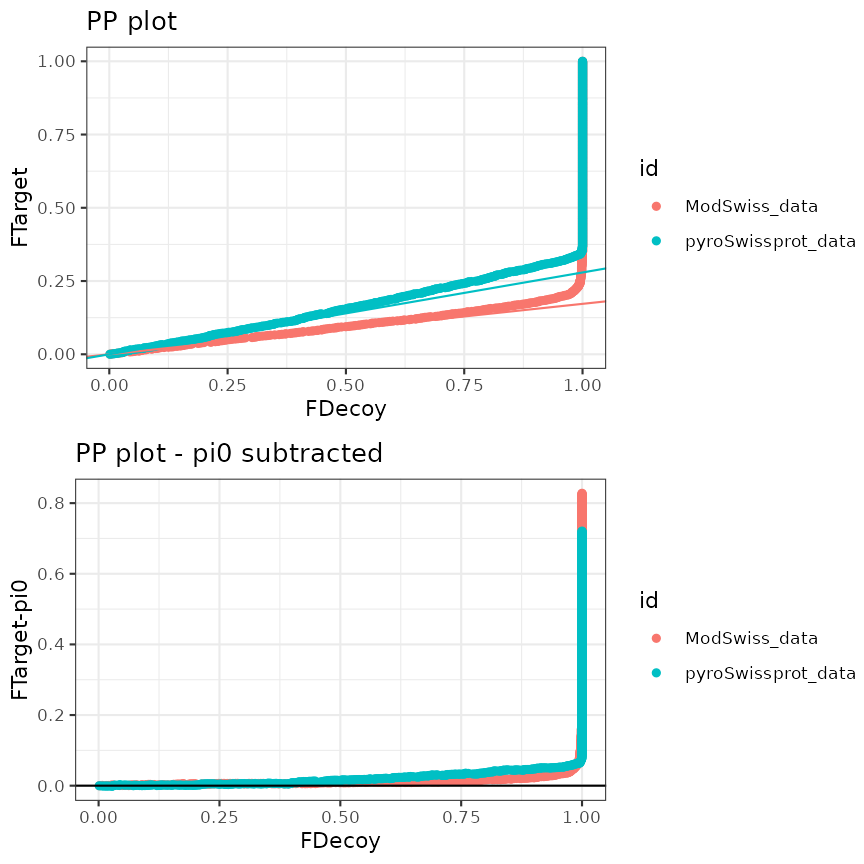 PP plot
1.00
0.75
0.50
0.25
0.00
FTarget
0.00 0.25 0.50 0.75 1.00
FDecoy
id
ModSwiss_data
pyroSwissprot_data
PP plot - pi0 subtracted
0.8
0.6
0.4
0.2
0.0
FTarget-pi0
0.00 0.25 0.50 0.75 1.00
FDecoy
id
ModSwiss_data
pyroSwissprot_data